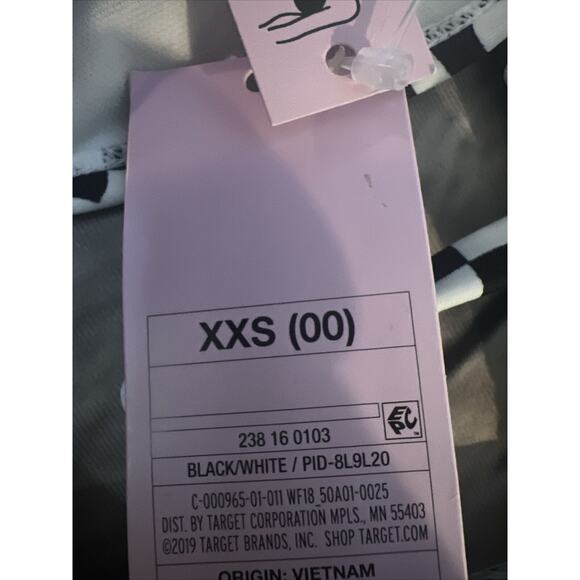 XXS (00)
EPC
™
238 16 0103
BLACK/WHITE / PID-8L9L20
C-000965-01-011 WF18_50A01-0025
DIST. BY TARGET CORPORATION MPLS., MN 55403
©2019 TARGET BRANDS, INC. SHOP TARGET.COM
ORIGIN: VIETNAM